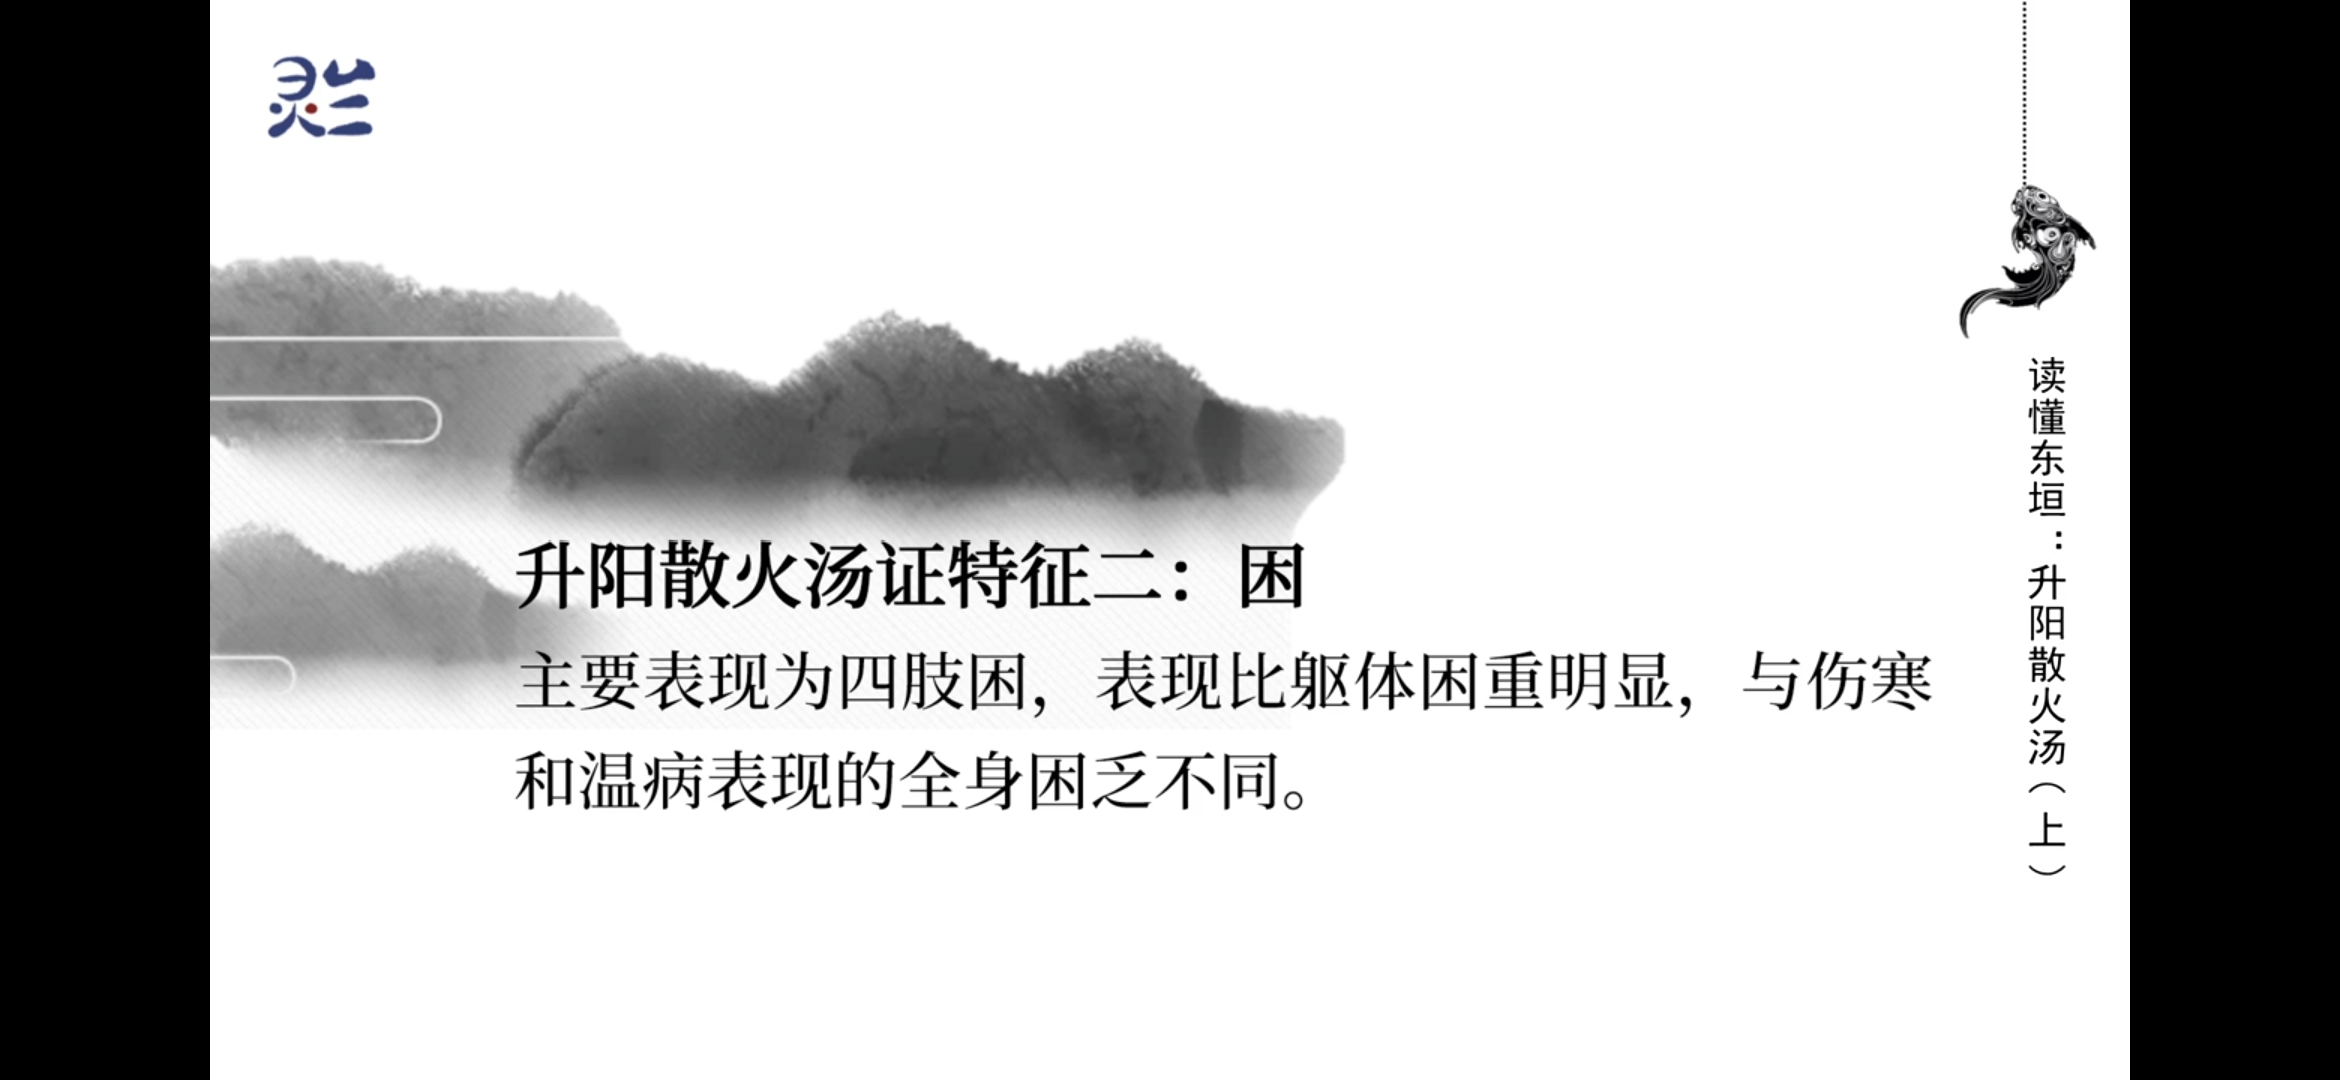 灵兰
升阳散火汤证特征二：困
主要表现为四肢困，表现比躯体困重明显，与伤寒
和温病表现的全身困乏不同。
读懂东垣：升阳散火汤（上）